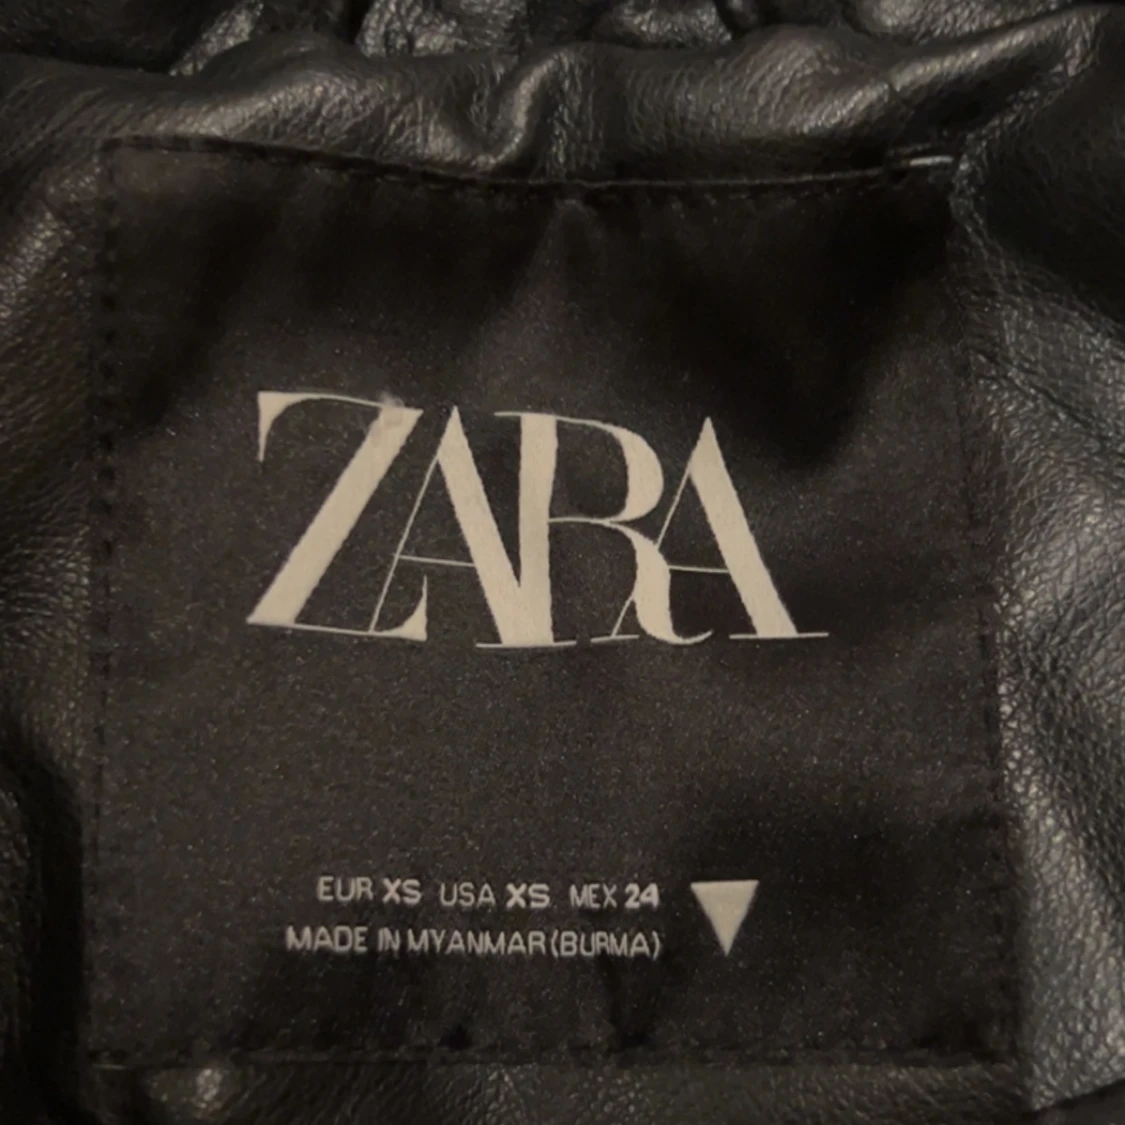 ZARA
EUR XS USA XS MEX 24
MADE IN MYANMAR (BURMA)